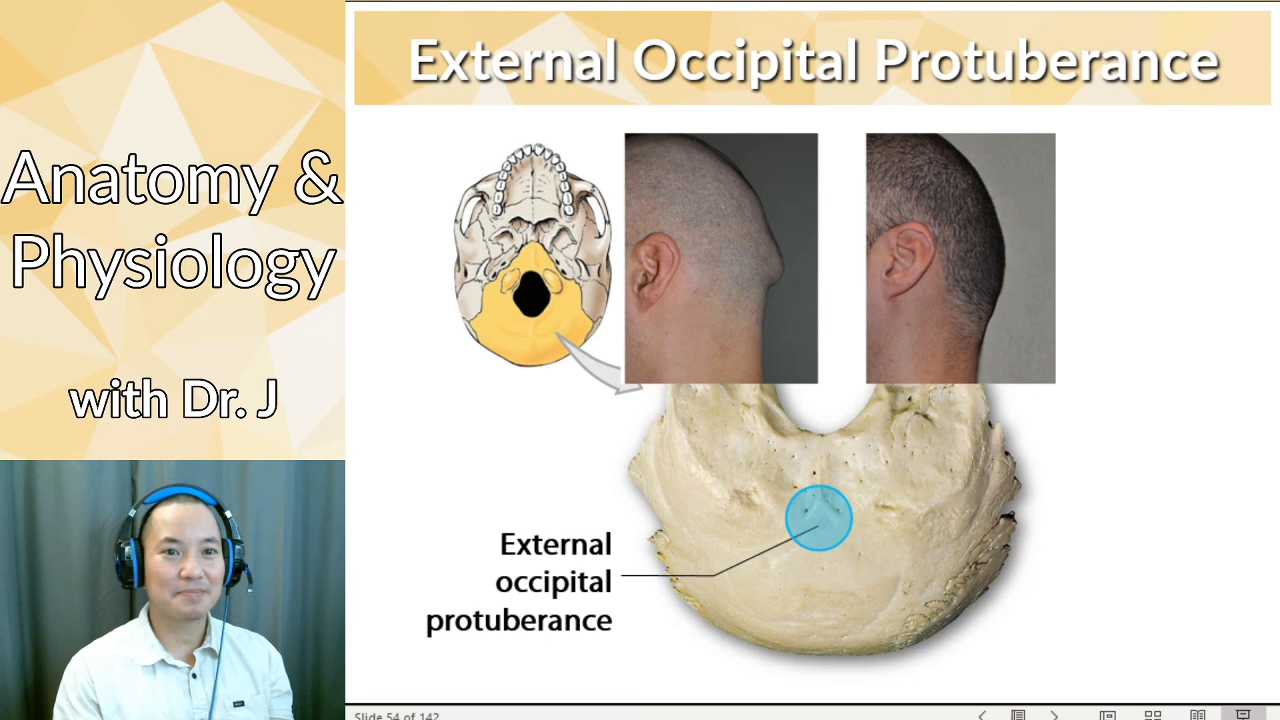 Anatomy &
Physiology
with Dr. J
External Occipital Protuberance
External
occipital
protuberance
Slide 54 of 142